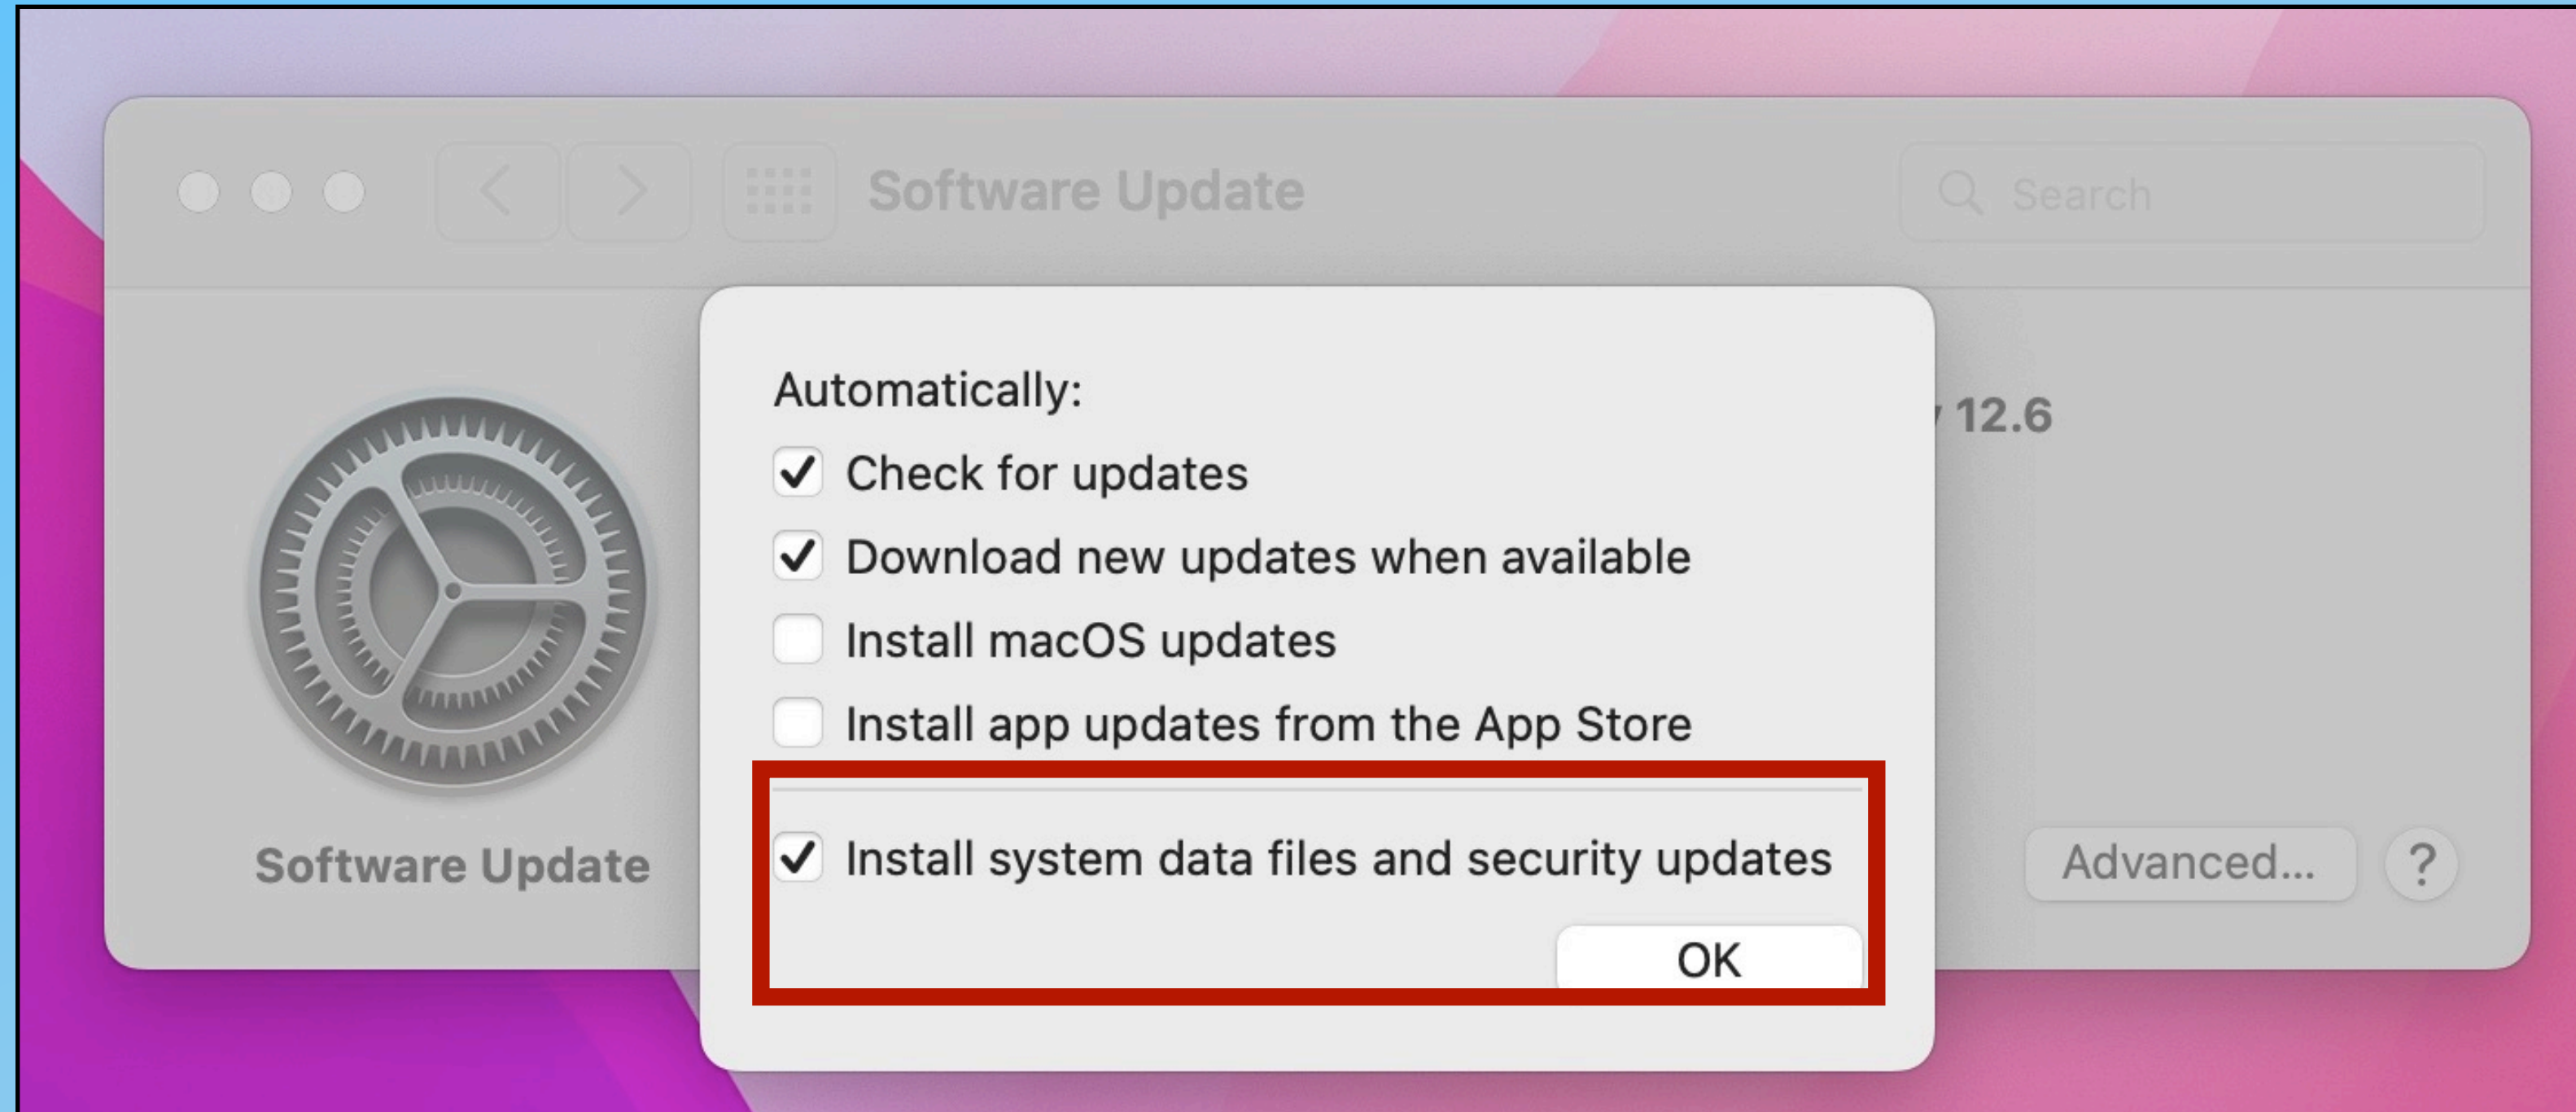 Software Update
Search
Automatically:
12.6
Check for updates
Download new updates when available
Install macOS updates
Install app updates from the App Store
Install system data files and security updates
Software Update
Advanced...
?
OK